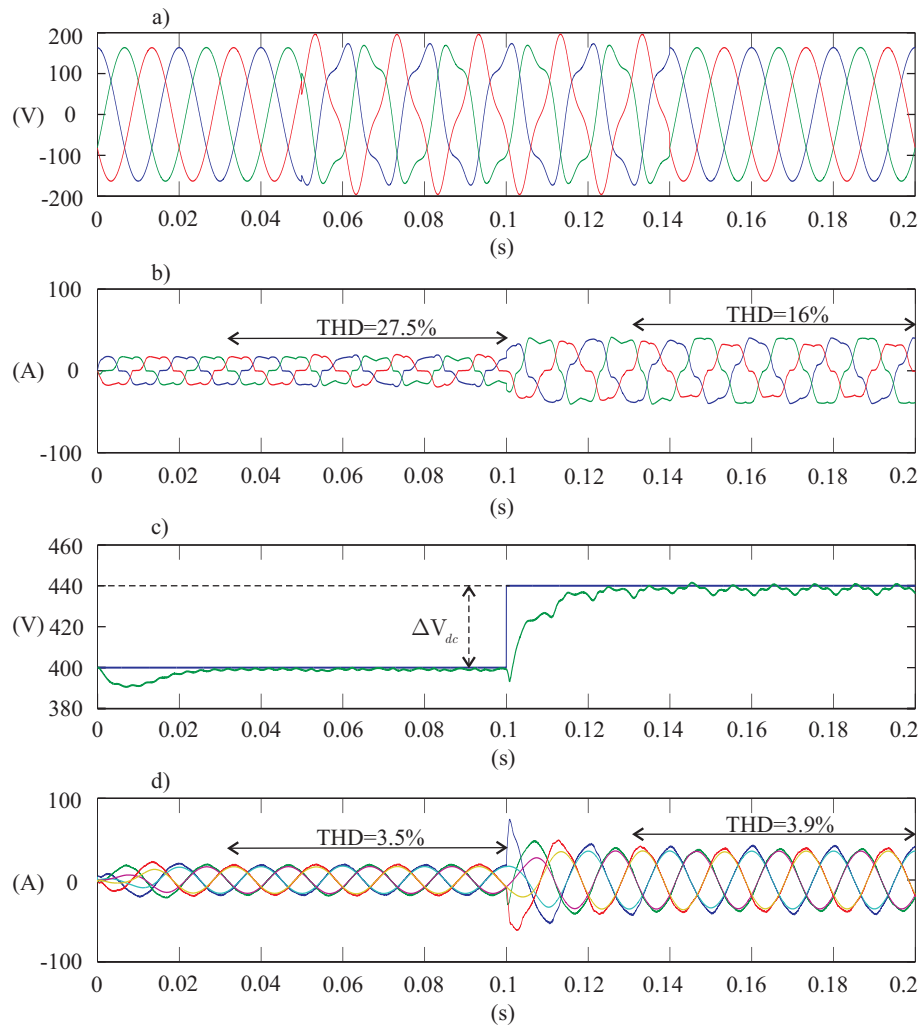 a)
200
100
(V) 0
-100
-200
0 0.02 0.04 0.06 0.08 0.1 0.12 0.14 0.16 0.18 0.2
(s)
b)
100
THD=27.5% THD=16%
(A) 0
-100
0 0.02 0.04 0.06 0.08 0.1 0.12 0.14 0.16 0.18 0.2
(s)
c)
460
440
(V) ΔVdc
420
400
380
0 0.02 0.04 0.06 0.08 0.1 0.12 0.14 0.16 0.18 0.2
(s)
d)
100
THD=3.5% THD=3.9%
(A) 0
-100
0 0.02 0.04 0.06 0.08 0.1 0.12 0.14 0.16 0.18 0.2
(s)